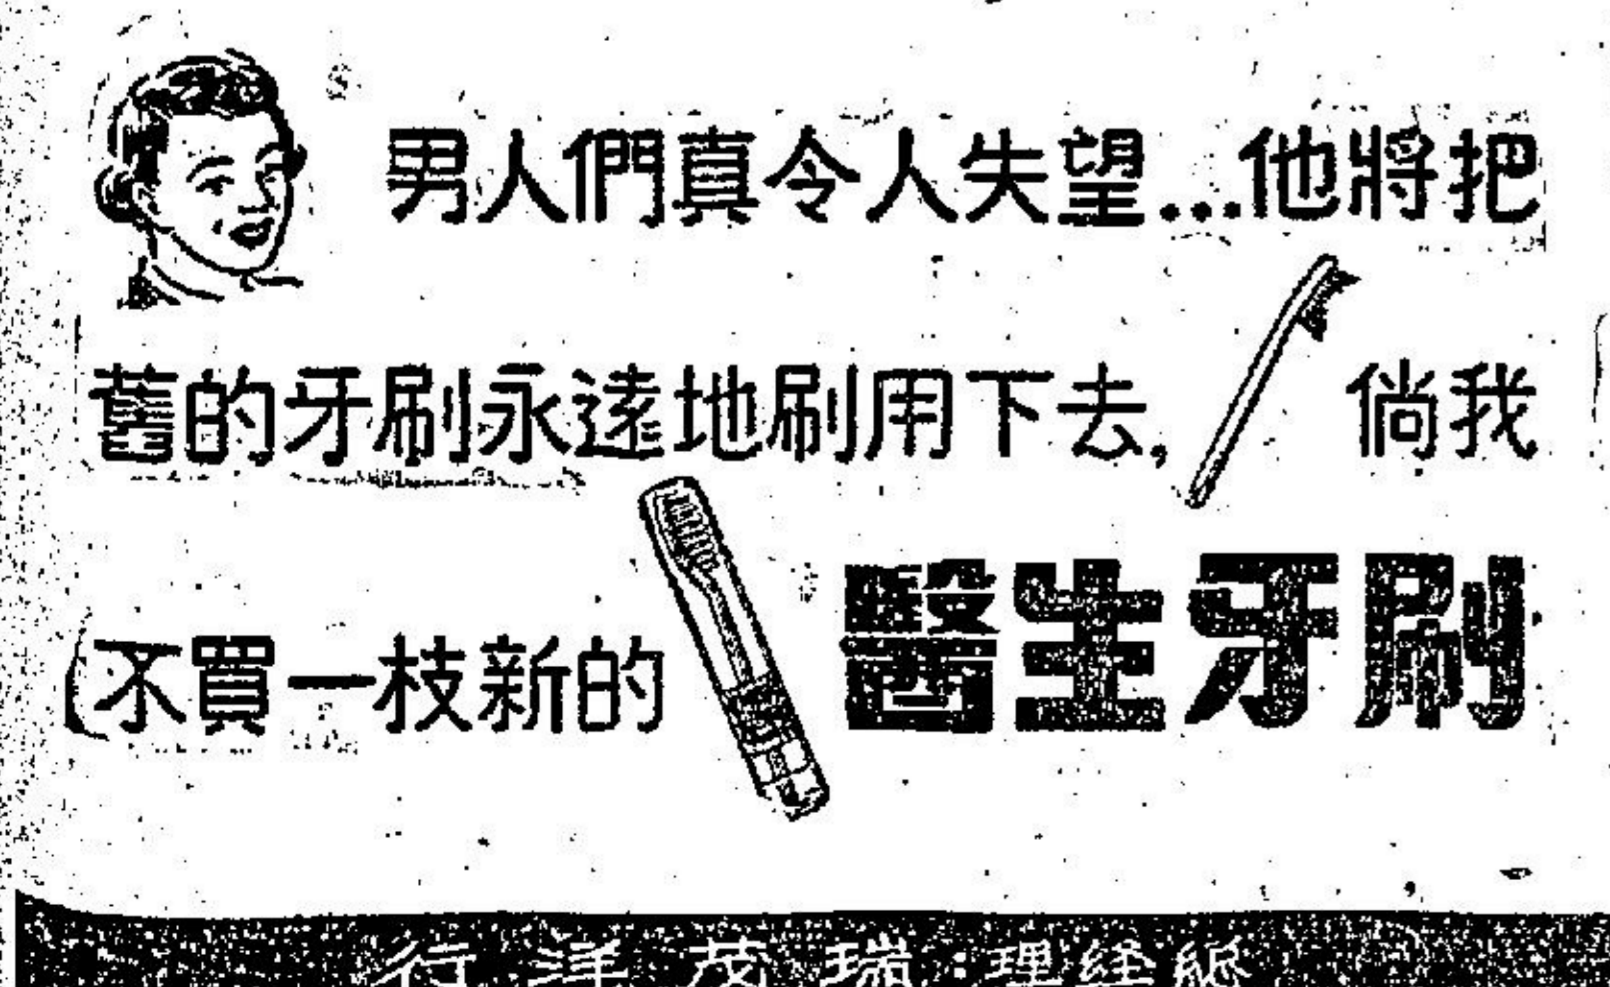 男人們真令人失望...他將把
舊的牙刷永遠地刷用下去,倘我
不買一枝新的醫生牙刷
總經理:瑞茂洋行